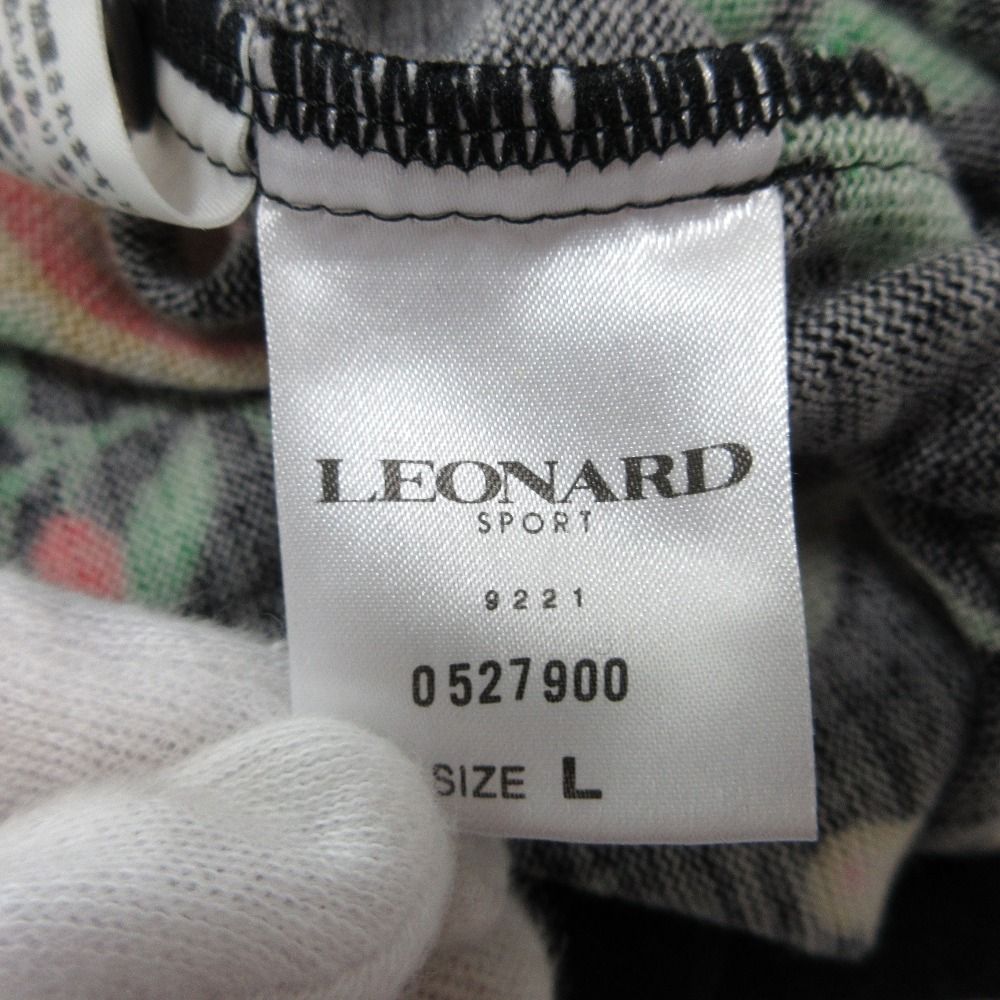 LEONARD
SPORT
9221
0527900
SIZE L